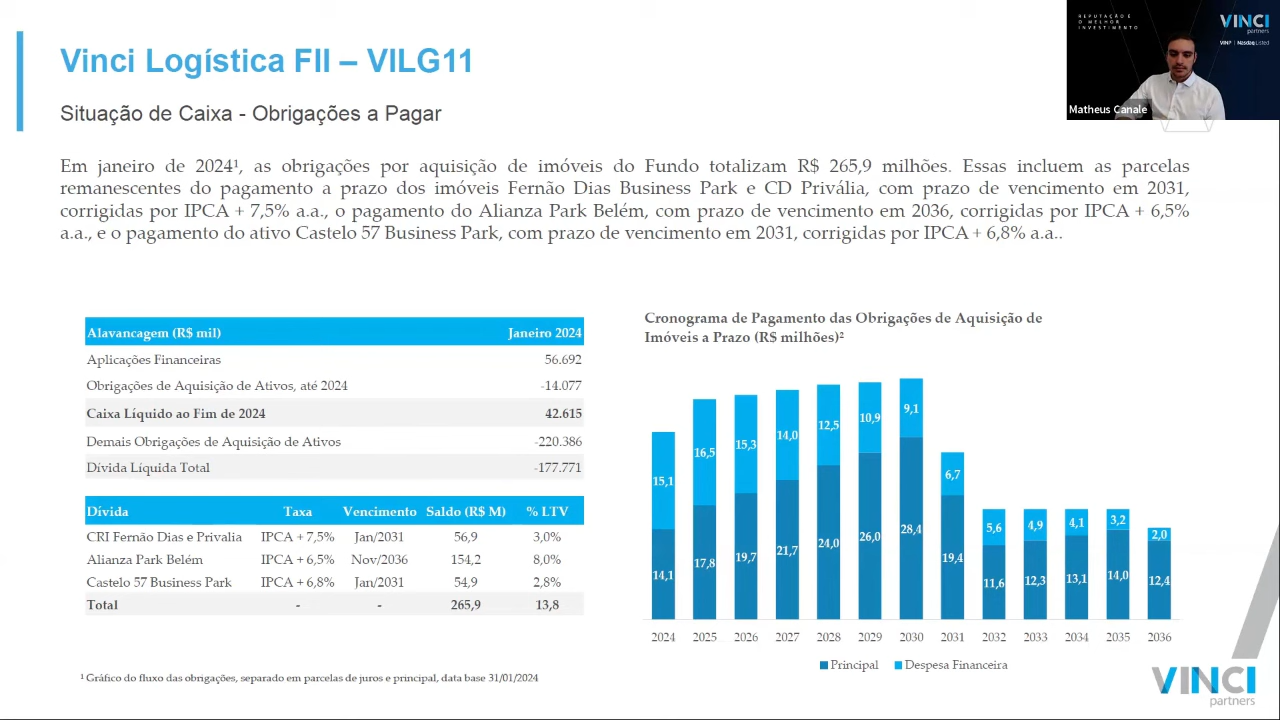 Vinci Logística FII – VILG11
Situação de Caixa - Obrigações a Pagar
REPUTAÇÃO É
O MELHOR
INVESTIMENTO
VINCI
partners
VINP | Nasdaq Listed
Matheus Canale
Em janeiro de 2024¹, as obrigações por aquisição de imóveis do Fundo totalizam R$ 265,9 milhões. Essas incluem as parcelas
remanescentes do pagamento a prazo dos imóveis Fernão Dias Business Park e CD Privália, com prazo de vencimento em 2031,
corrigidas por IPCA + 7,5% a.a., o pagamento do Alianza Park Belém, com prazo de vencimento em 2036, corrigidas por IPCA + 6,5%
a.a., e o pagamento do ativo Castelo 57 Business Park, com prazo de vencimento em 2031, corrigidas por IPCA + 6,8% a.a..
Alavancagem (R$ mil) Janeiro 2024
Aplicações Financeiras 56.692
Obrigações de Aquisição de Ativos, até 2024 -14.077
Caixa Líquido ao Fim de 2024 42.615
Demais Obrigações de Aquisição de Ativos -220.386
Dívida Líquida Total -177.771
Dívida Taxa Vencimento Saldo (R$ M) % LTV
CRI Fernão Dias e Privalia IPCA + 7,5% Jan/2031 56,9 3,0%
Alianza Park Belém IPCA + 6,5% Nov/2036 154,2 8,0%
Castelo 57 Business Park IPCA + 6,8% Jan/2031 54,9 2,8%
Total - - 265,9 13,8
Cronograma de Pagamento das Obrigações de Aquisição de
Imóveis a Prazo (R$ milhões)²
15,1 16,5 15,3 14,0 12,5 10,9 9,1 6,7 5,6 4,9 4,1 3,2 2,0
14,1 17,8 19,7 21,7 24,0 26,0 28,4 19,4 11,6 12,3 13,1 14,0 12,4
2024 2025 2026 2027 2028 2029 2030 2031 2032 2033 2034 2035 2036
Principal Despesa Financeira
¹ Gráfico do fluxo das obrigações, separado em parcelas de juros e principal, data base 31/01/2024
VINCI
partners